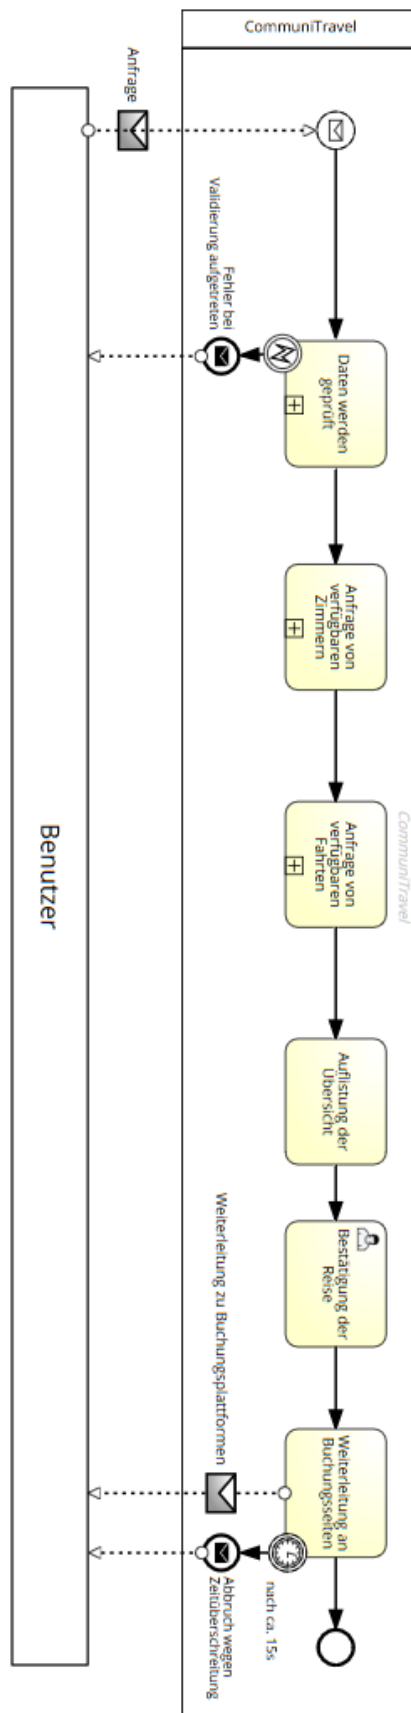 CommuniTravel
Anfrage
Fehler bei
Validierung aufgetreten
Daten werden
geprüft
Anfrage von
verfügbaren
Zimmern
Anfrage von
verfügbaren
Fahrten
CommuniTravel
Auflistung der
Übersicht
Bestätigung der
Reise
Weiterleitung an
Buchungsseiten
Weiterleitung zu Buchungsplattformen
nach ca. 15s
Abbruch wegen
Zeitüberschreitung
Benutzer